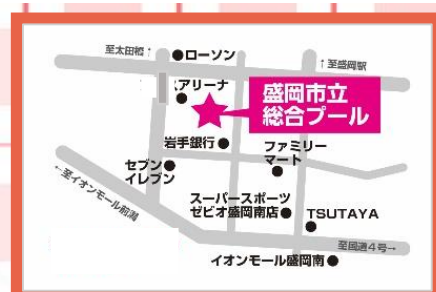 至太田橋↑
●ローソン
↑至盛岡駅
アリーナ
盛岡市立
総合プール
岩手銀行
ファミリー
マート
セブン
イレブン
←至イオンモール前潟
スーパースポーツ
ゼビオ盛岡南店
TSUTAYA
至国道4号→
イオンモール盛岡南